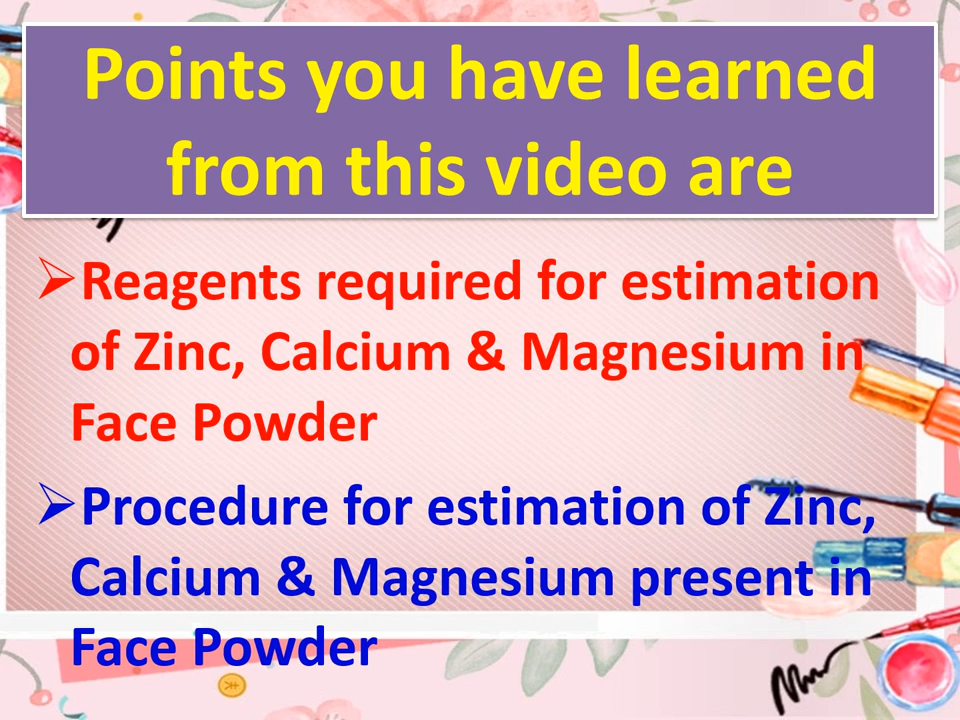 Points you have learned
from this video are
➢Reagents required for estimation
of Zinc, Calcium & Magnesium in
Face Powder
➢Procedure for estimation of Zinc,
Calcium & Magnesium present in
Face Powder